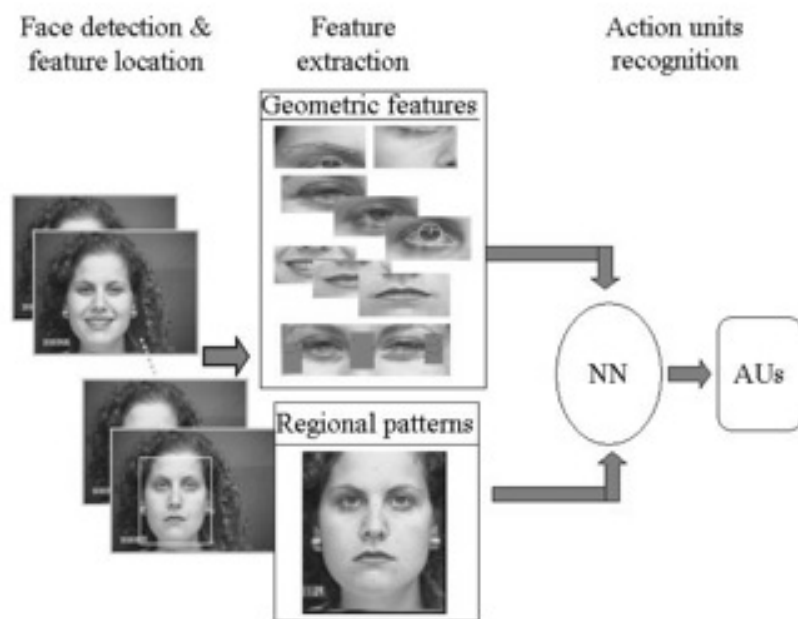 Face detection &
feature location
Feature
extraction
Action units
recognition
Geometric features
Regional patterns
NN
AUs